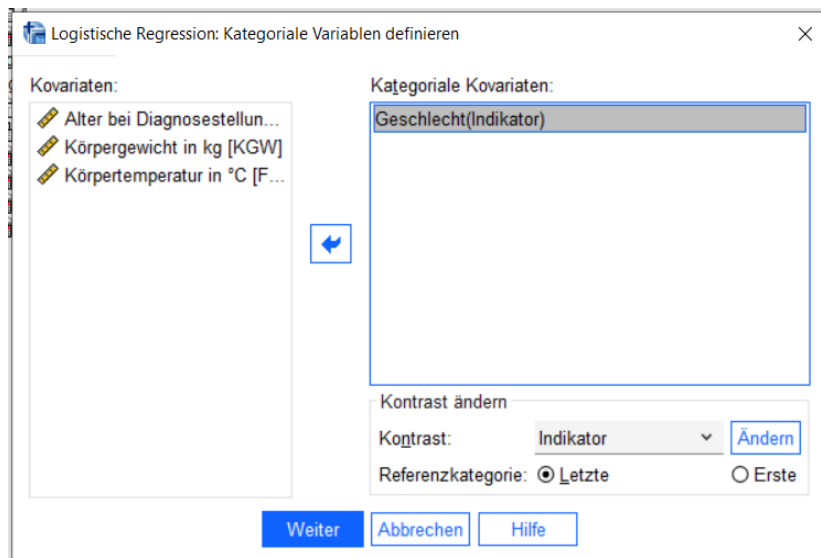 Logistische Regression: Kategoriale Variablen definieren
Kovariaten:
Alter bei Diagnosestellun...
Körpergewicht in kg [KGW]
Körpertemperatur in °C [F...
Kategoriale Kovariaten:
Geschlecht(Indikator)
Kontrast ändern
Kontrast: Indikator Ändern
Referenzkategorie: Letzte Erste
Weiter Abbrechen Hilfe